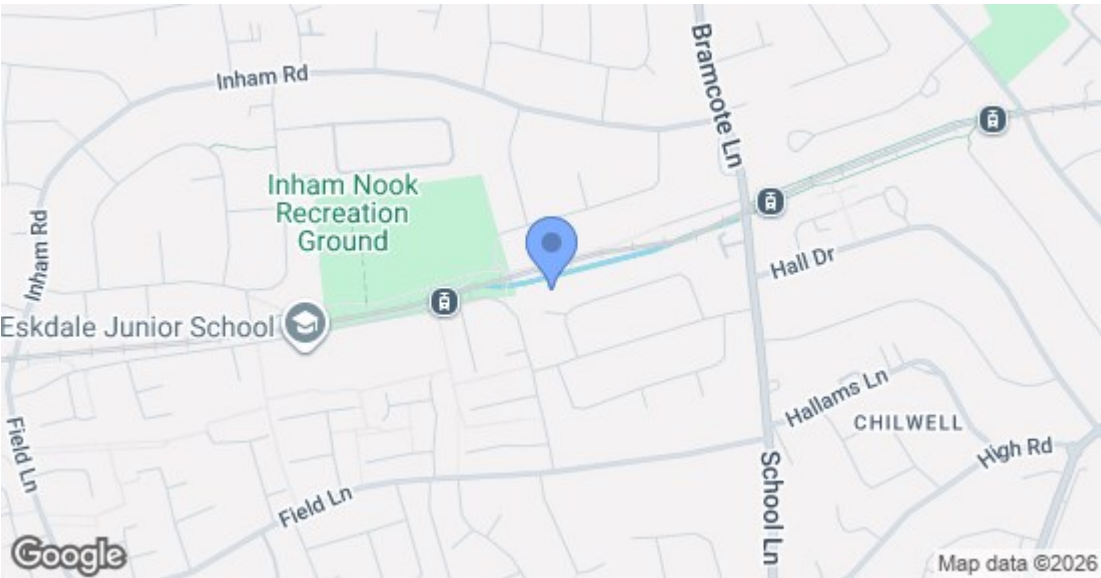 Inham Rd
Bramcote Ln
Inham Nook
Recreation
Ground
Inham Rd
Hall Dr
Eskdale Junior School
Hallams Ln
CHILWELL
Field Ln
High Rd
School Ln
Field Ln
Google
Map data ©2026